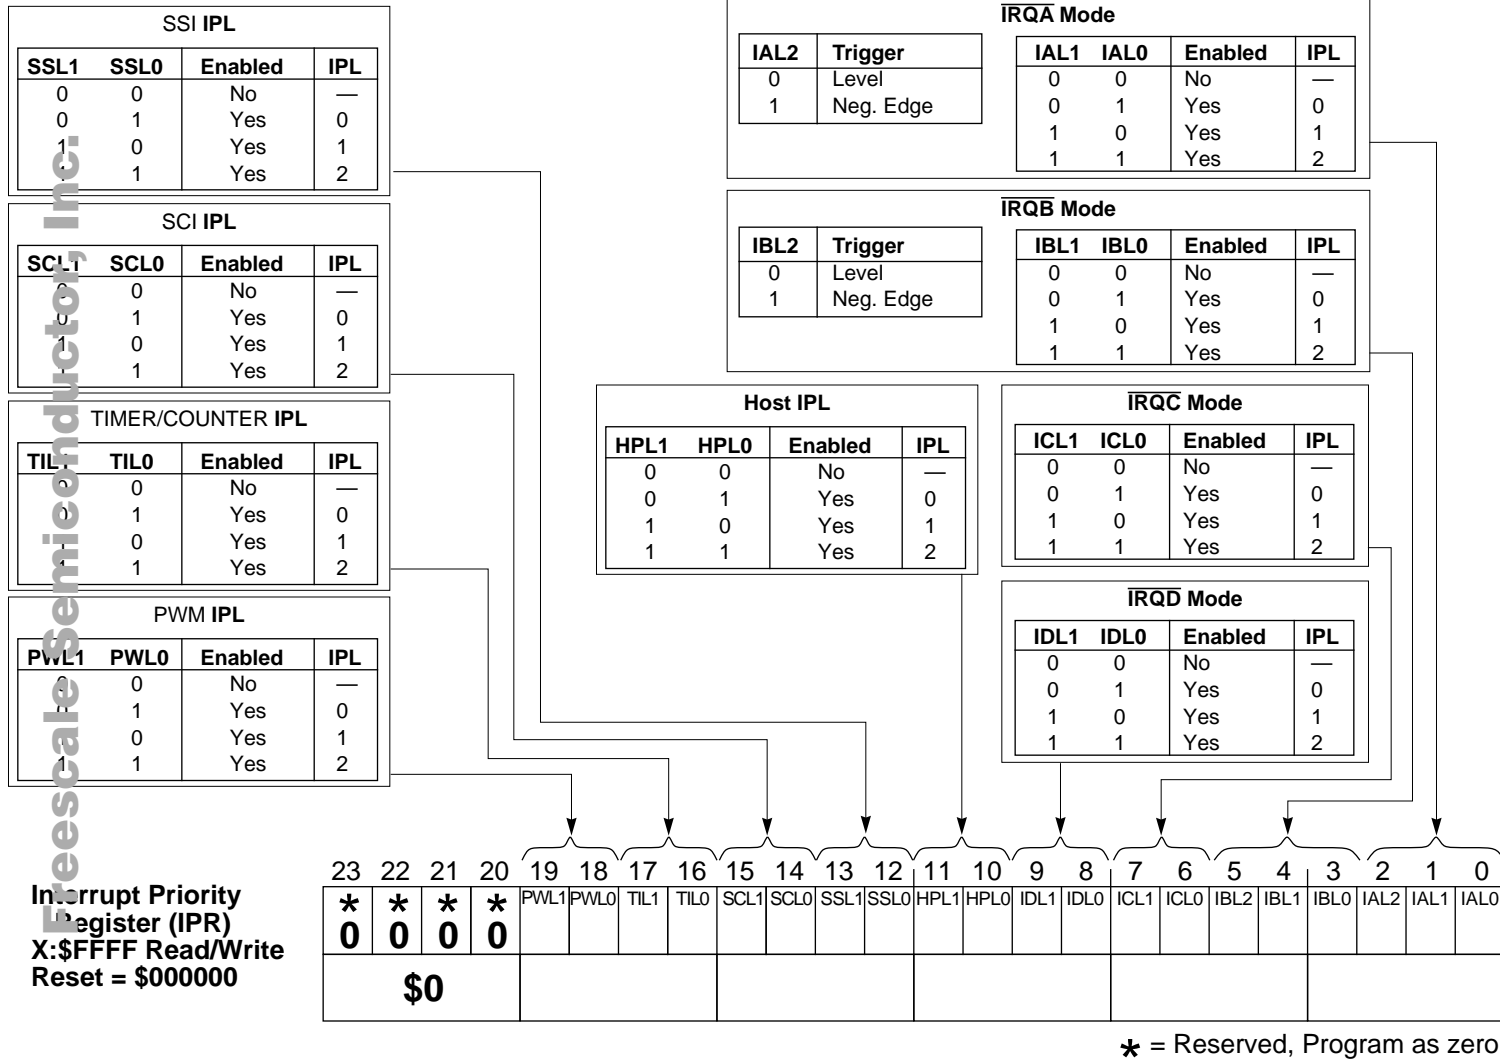 SSI IPL
SSL1 SSL0 Enabled IPL
0 0 No —
0 1 Yes 0
1 0 Yes 1
1 1 Yes 2
SCI IPL
SCL1 SCL0 Enabled IPL
0 0 No —
0 1 Yes 0
1 0 Yes 1
1 1 Yes 2
TIMER/COUNTER IPL
TIL1 TIL0 Enabled IPL
0 0 No —
0 1 Yes 0
1 0 Yes 1
1 1 Yes 2
PWM IPL
PWL1 PWL0 Enabled IPL
0 0 No —
0 1 Yes 0
1 0 Yes 1
1 1 Yes 2
IRQA Mode
IAL2 Trigger
0 Level
1 Neg. Edge
IAL1 IAL0 Enabled IPL
0 0 No —
0 1 Yes 0
1 0 Yes 1
1 1 Yes 2
IRQB Mode
IBL2 Trigger
0 Level
1 Neg. Edge
IBL1 IBL0 Enabled IPL
0 0 No —
0 1 Yes 0
1 0 Yes 1
1 1 Yes 2
Host IPL
HPL1 HPL0 Enabled IPL
0 0 No —
0 1 Yes 0
1 0 Yes 1
1 1 Yes 2
IRQC Mode
ICL1 ICL0 Enabled IPL
0 0 No —
0 1 Yes 0
1 0 Yes 1
1 1 Yes 2
IRQD Mode
IDL1 IDL0 Enabled IPL
0 0 No —
0 1 Yes 0
1 0 Yes 1
1 1 Yes 2
Freescale Semiconductor, Inc.
Interrupt Priority
Register (IPR)
X:$FFFF Read/Write
Reset = $000000
23 22 21 20 19 18 17 16 15 14 13 12 11 10 9 8 7 6 5 4 3 2 1 0
* * * * PWL1 PWL0 TIL1 TIL0 SCL1 SCL0 SSL1 SSL0 HPL1 HPL0 IDL1 IDL0 ICL1 ICL0 IBL2 IBL1 IBL0 IAL2 IAL1 IAL0
0 0 0 0
$0
* = Reserved, Program as zero